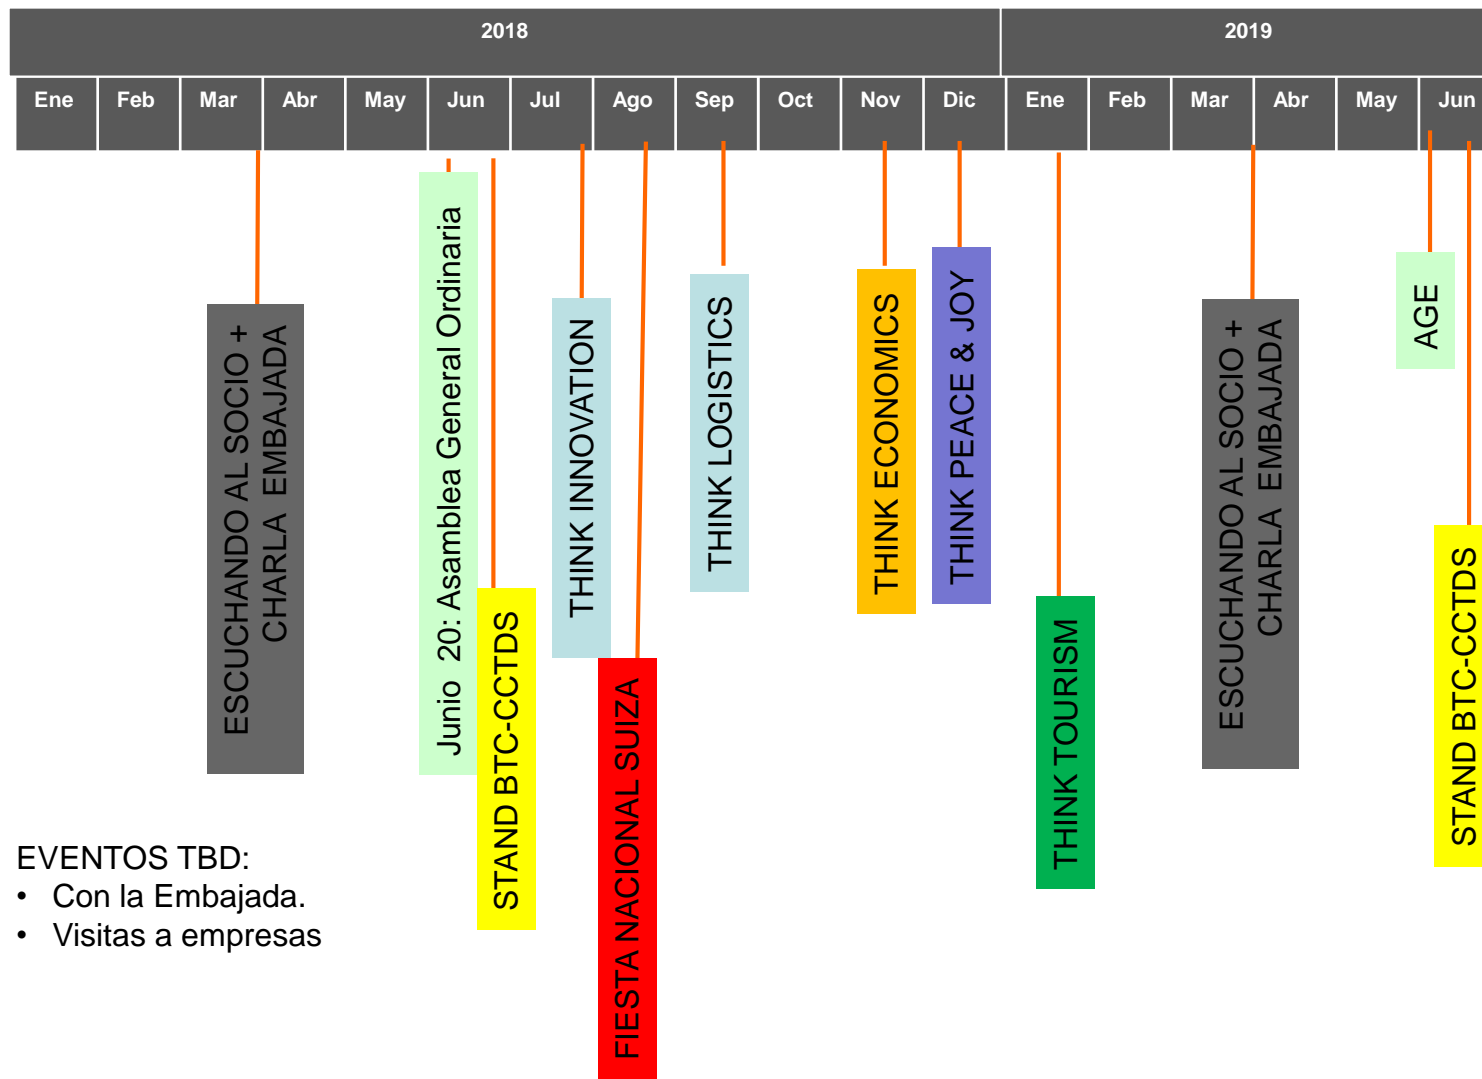 2018 2019
Ene Feb Mar Abr May Jun Jul Ago Sep Oct Nov Dic Ene Feb Mar Abr May Jun
ESCUCHANDO AL SOCIO +
CHARLA EMBAJADA
Junio 20: Asamblea General Ordinaria
STAND BTC-CCTDS
THINK INNOVATION
FIESTA NACIONAL SUIZA
THINK LOGISTICS
THINK ECONOMICS
THINK PEACE & JOY
THINK TOURISM
ESCUCHANDO AL SOCIO +
CHARLA EMBAJADA
AGE
STAND BTC-CCTDS
EVENTOS TBD:
• Con la Embajada.
• Visitas a empresas